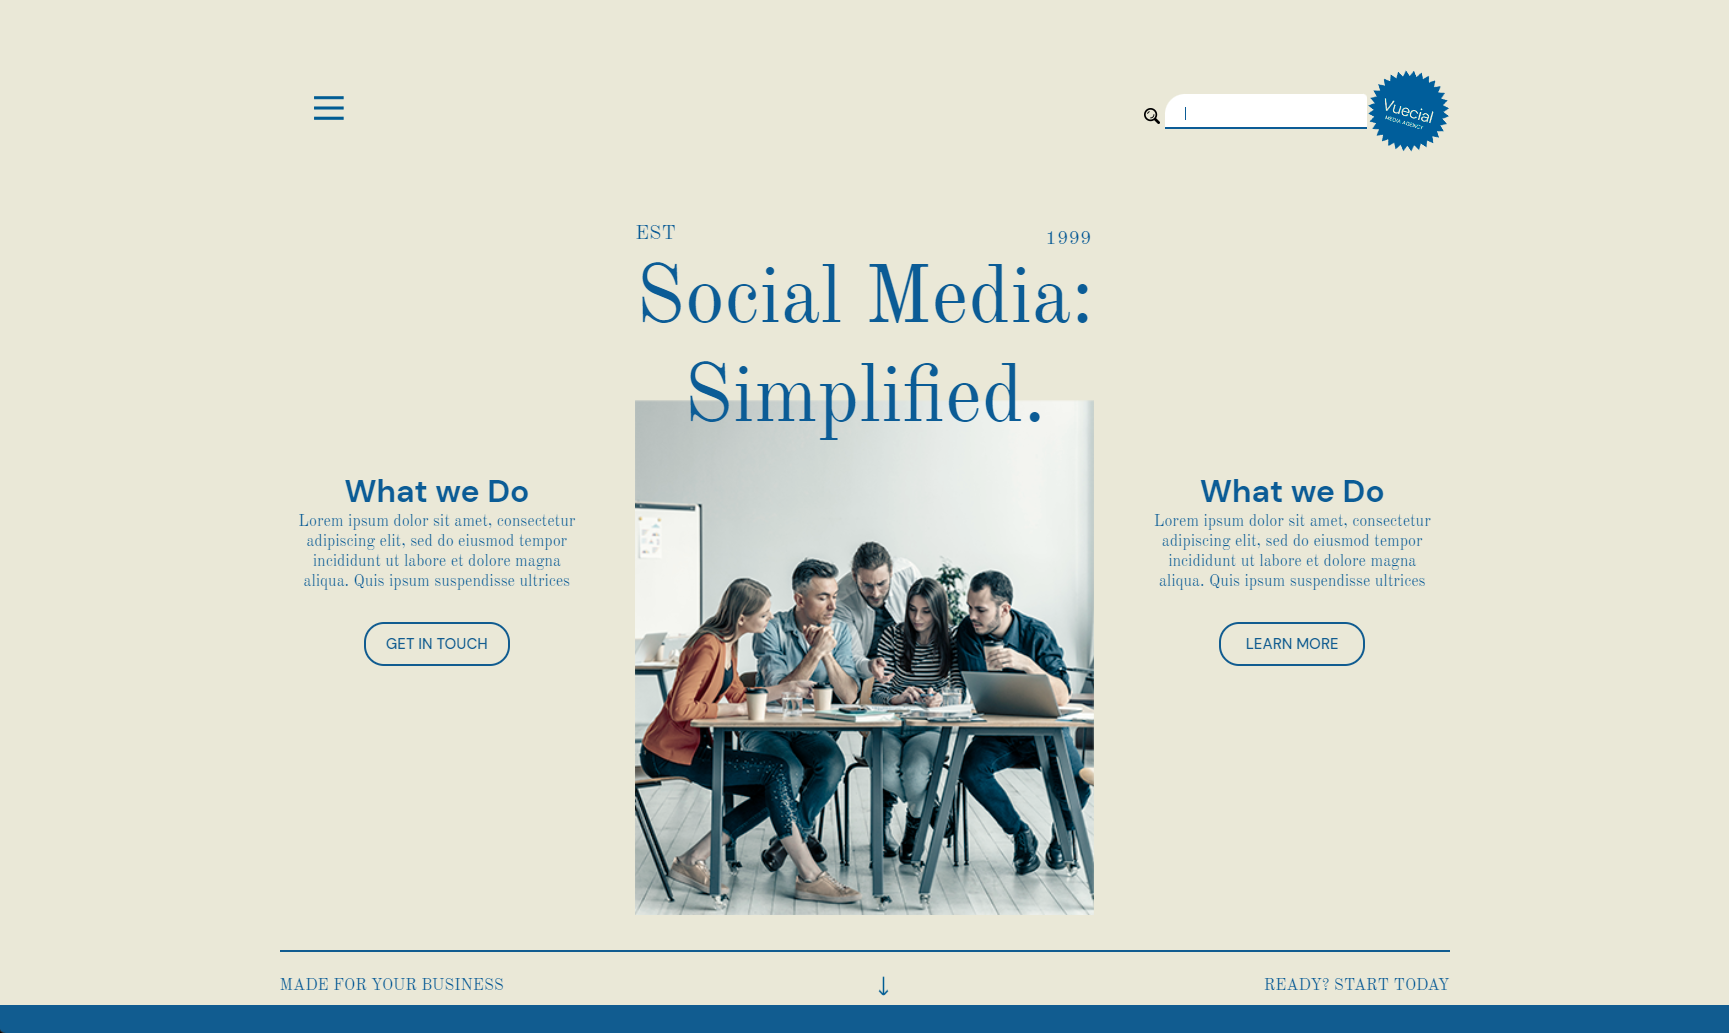 Vuecial
MEDIA AGENCY
EST
1999
Social Media:
Simplified.
What we Do
Lorem ipsum dolor sit amet, consectetur
adipiscing elit, sed do eiusmod tempor
incididunt ut labore et dolore magna
aliqua. Quis ipsum suspendisse ultrices
GET IN TOUCH
What we Do
Lorem ipsum dolor sit amet, consectetur
adipiscing elit, sed do eiusmod tempor
incididunt ut labore et dolore magna
aliqua. Quis ipsum suspendisse ultrices
LEARN MORE
MADE FOR YOUR BUSINESS
READY? START TODAY